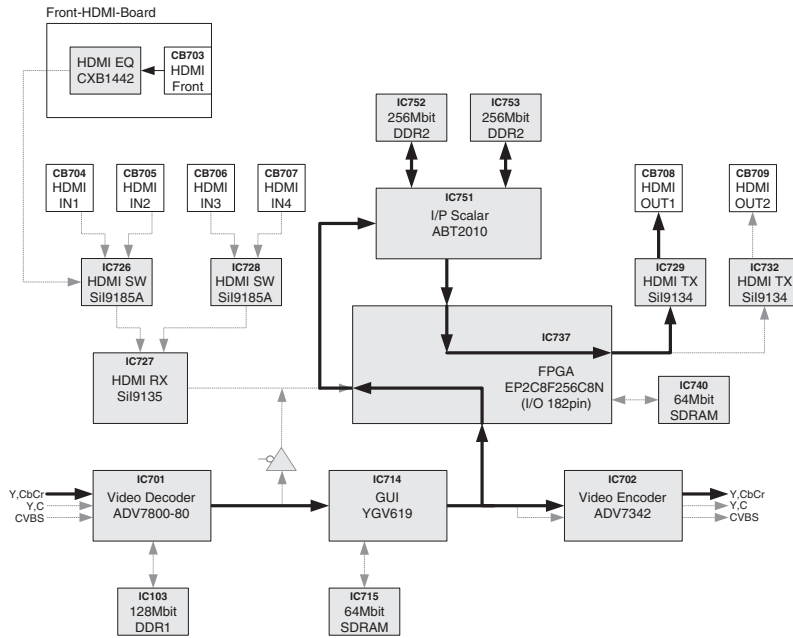 Front-HDMI-Board
HDMI EQ
CXB1442
CB703
HDMI
Front
IC752
256Mbit
DDR2
IC753
256Mbit
DDR2
CB704
HDMI
IN1
CB705
HDMI
IN2
CB706
HDMI
IN3
CB707
HDMI
IN4
IC751
I/P Scalar
ABT2010
CB708
HDMI
OUT1
CB709
HDMI
OUT2
IC726
HDMI SW
SiI9185A
IC728
HDMI SW
SiI9185A
IC729
HDMI TX
SiI9134
IC732
HDMI TX
SiI9134
IC727
HDMI RX
SiI9135
IC737
FPGA
EP2C8F256C8N
(I/O 182pin)
IC740
64Mbit
SDRAM
Y,CbCr
Y,C
CVBS
IC701
Video Decoder
ADV7800-80
IC714
GUI
YGV619
IC702
Video Encoder
ADV7342
Y,CbCr
Y,C
CVBS
IC103
128Mbit
DDR1
IC715
64Mbit
SDRAM